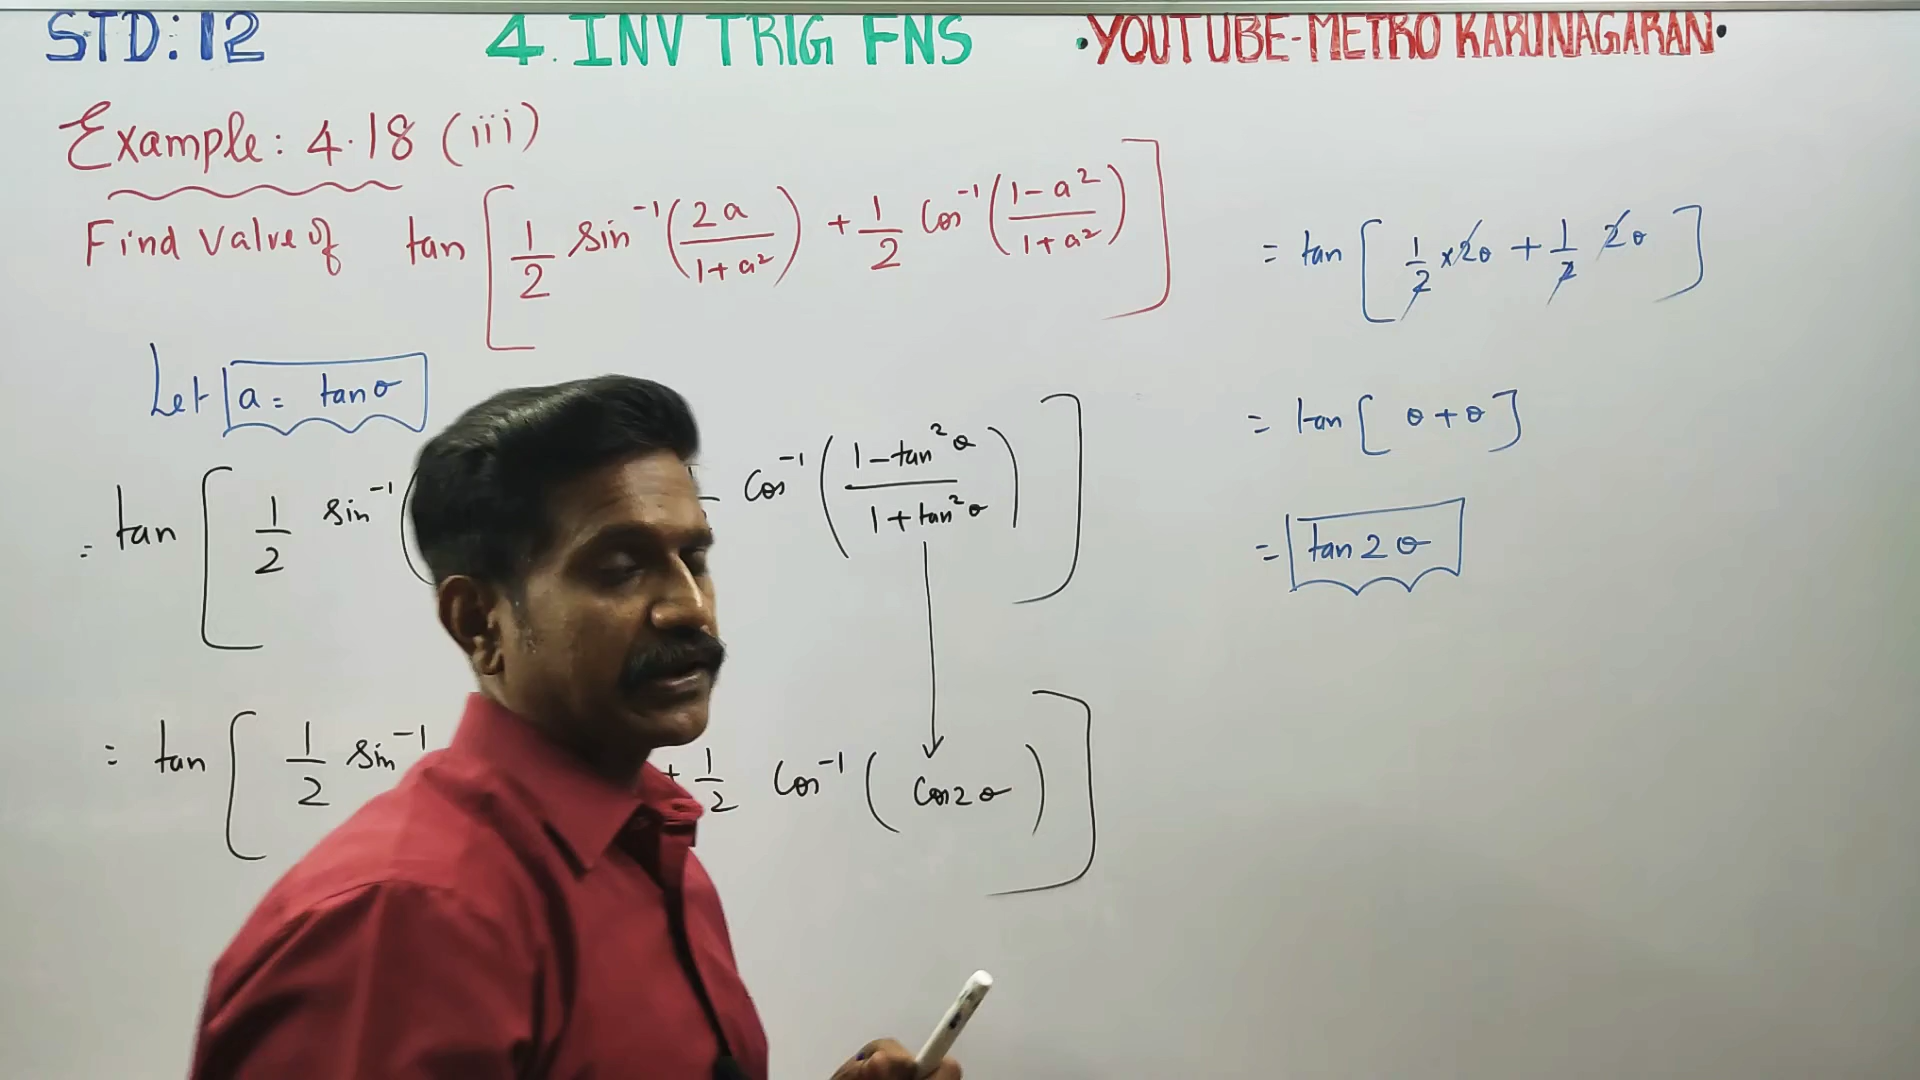 STD: 12
4. INV TRIG FNS
•YOUTUBE-METRO KARUNAGARAN•
Example: 4.18 (iii)
Find Value of tan [ 1/2 sin⁻¹ ( 2a / 1+a² ) + 1/2 cos⁻¹ ( 1-a² / 1+a² ) ]
Let a = tanθ
= tan [ 1/2 sin⁻¹ ( cos⁻¹ ( 1-tan²θ / 1+tan²θ ) ]
= tan [ 1/2 sin⁻¹ + 1/2 cos⁻¹ ( cos2θ ) ]
= tan [ 1/2 × 2θ + 1/2 2θ ]
= tan [ θ + θ ]
= tan 2θ